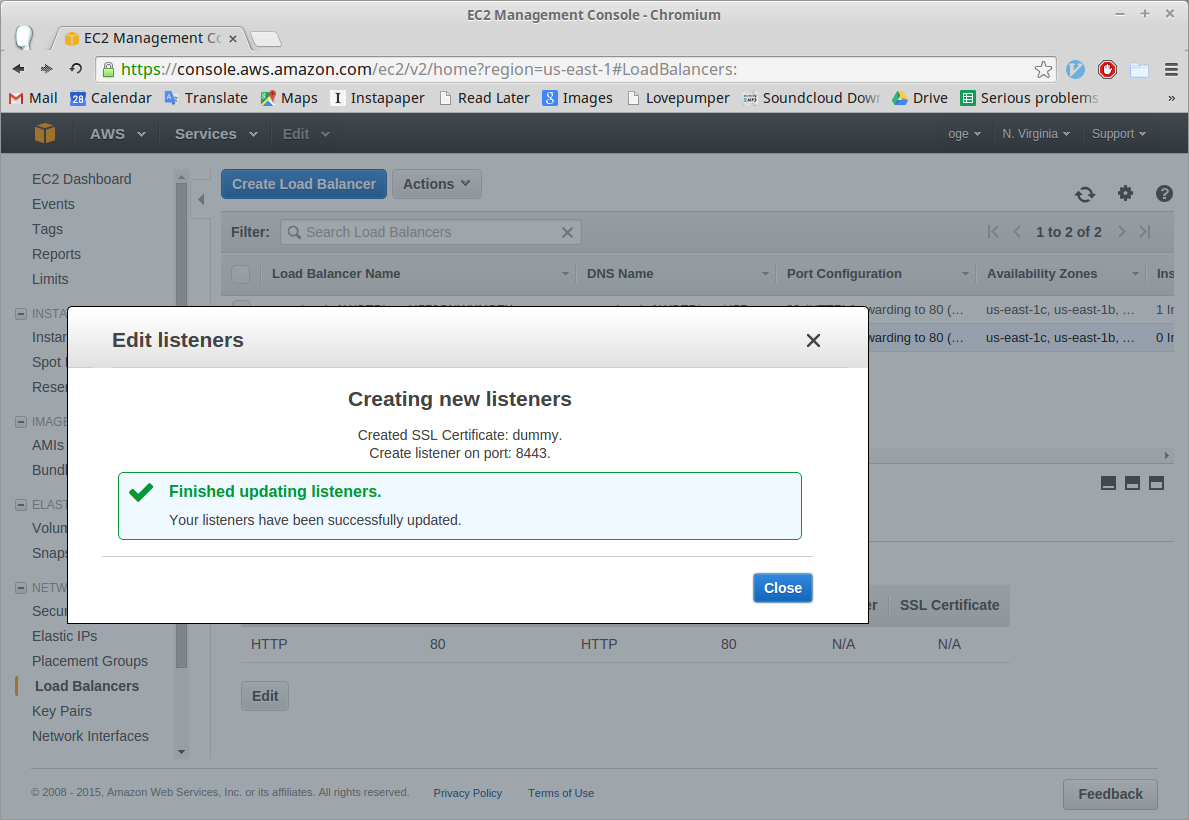 EC2 Management Console - Chromium
EC2 Management Co
https://console.aws.amazon.com/ec2/v2/home?region=us-east-1#LoadBalancers:
Mail Calendar Translate Maps Instapaper Read Later Images Lovepumper Soundcloud Down Drive Serious problems »
AWS Services Edit oge N. Virginia Support
EC2 Dashboard
Events
Tags
Reports
Limits
INSTA
Instan
Spot
Reser
IMAGE
AMIs
Bundl
ELAST
Volum
Snaps
NETW
Secur
Elastic IPs
Placement Groups
Load Balancers
Key Pairs
Network Interfaces
Create Load Balancer Actions
Filter: Search Load Balancers 1 to 2 of 2
Load Balancer Name DNS Name Port Configuration Availability Zones Ins
warding to 80 (... us-east-1c, us-east-1b, ... 1 In
warding to 80 (... us-east-1c, us-east-1b, ... 0 In
Edit listeners
Creating new listeners
Created SSL Certificate: dummy.
Create listener on port: 8443.
Finished updating listeners.
Your listeners have been successfully updated.
Close
er SSL Certificate
HTTP 80 HTTP 80 N/A N/A
Edit
© 2008 - 2015, Amazon Web Services, Inc. or its affiliates. All rights reserved. Privacy Policy Terms of Use
Feedback